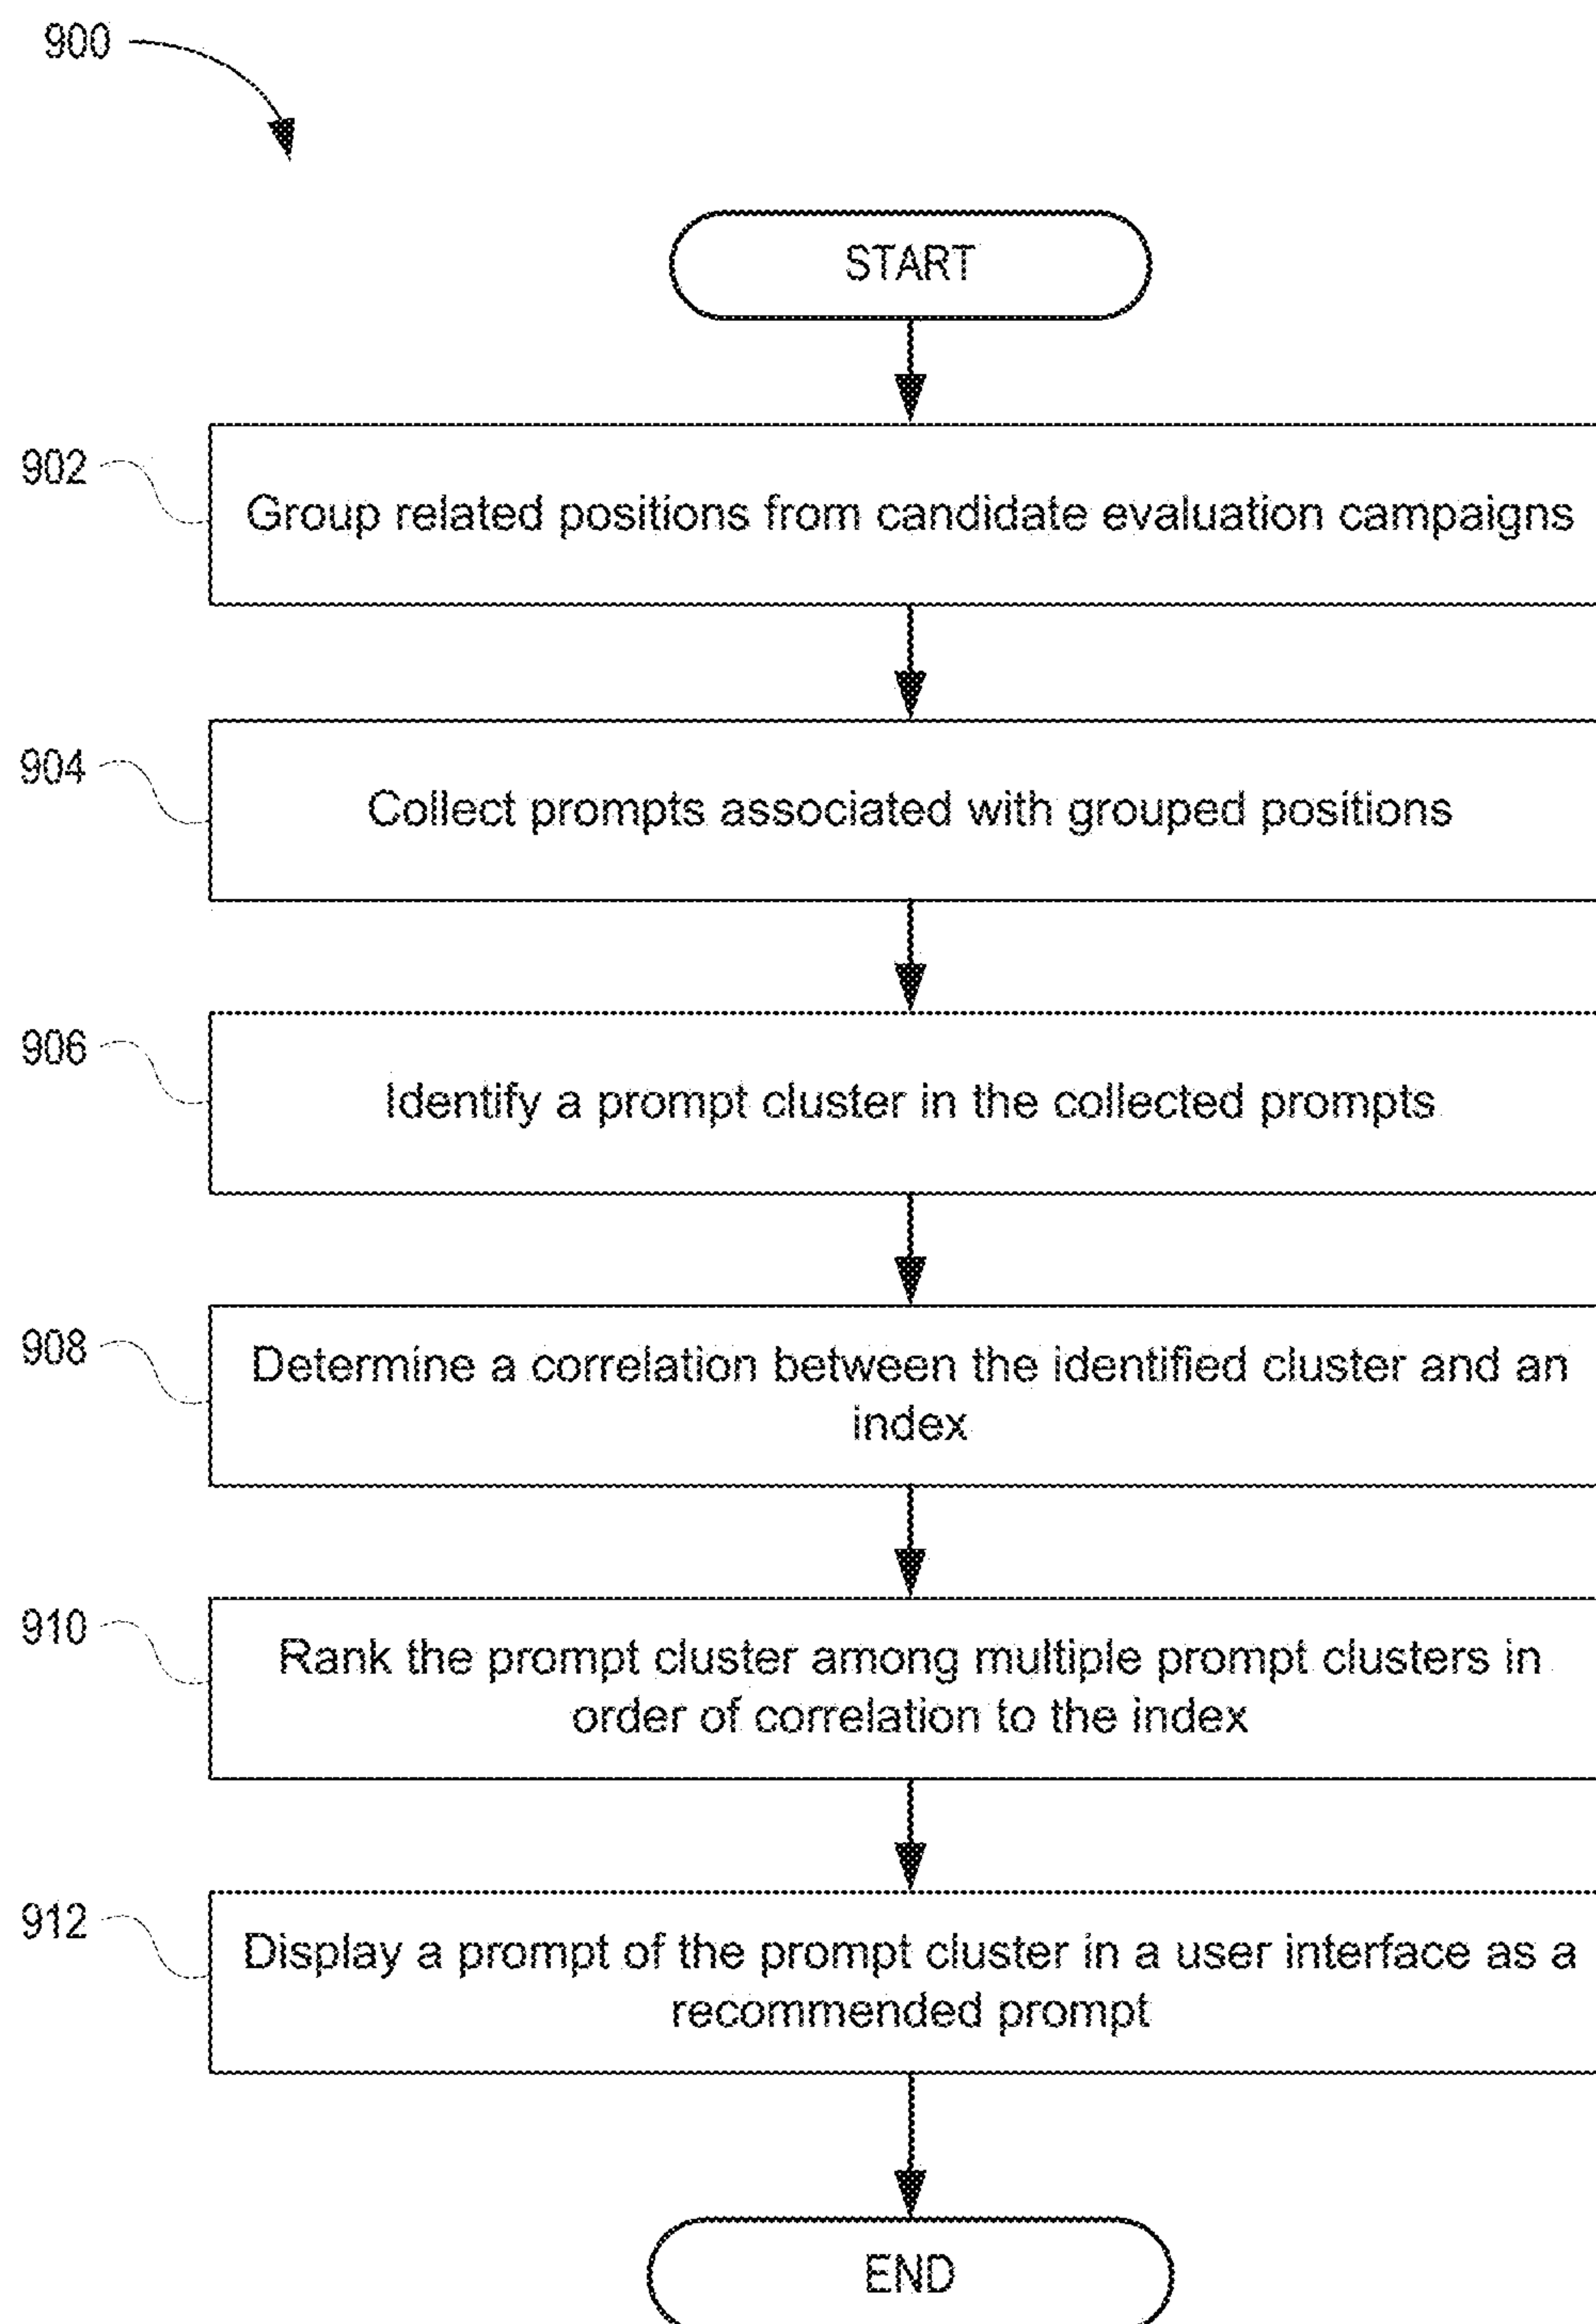 900
START
902
Group related positions from candidate evaluation campaigns
904
Collect prompts associated with grouped positions
906
Identify a prompt cluster in the collected prompts
908
Determine a correlation between the identified cluster and an
index
910
Rank the prompt cluster among multiple prompt clusters in
order of correlation to the index
912
Display a prompt of the prompt cluster in a user interface as a
recommended prompt
END